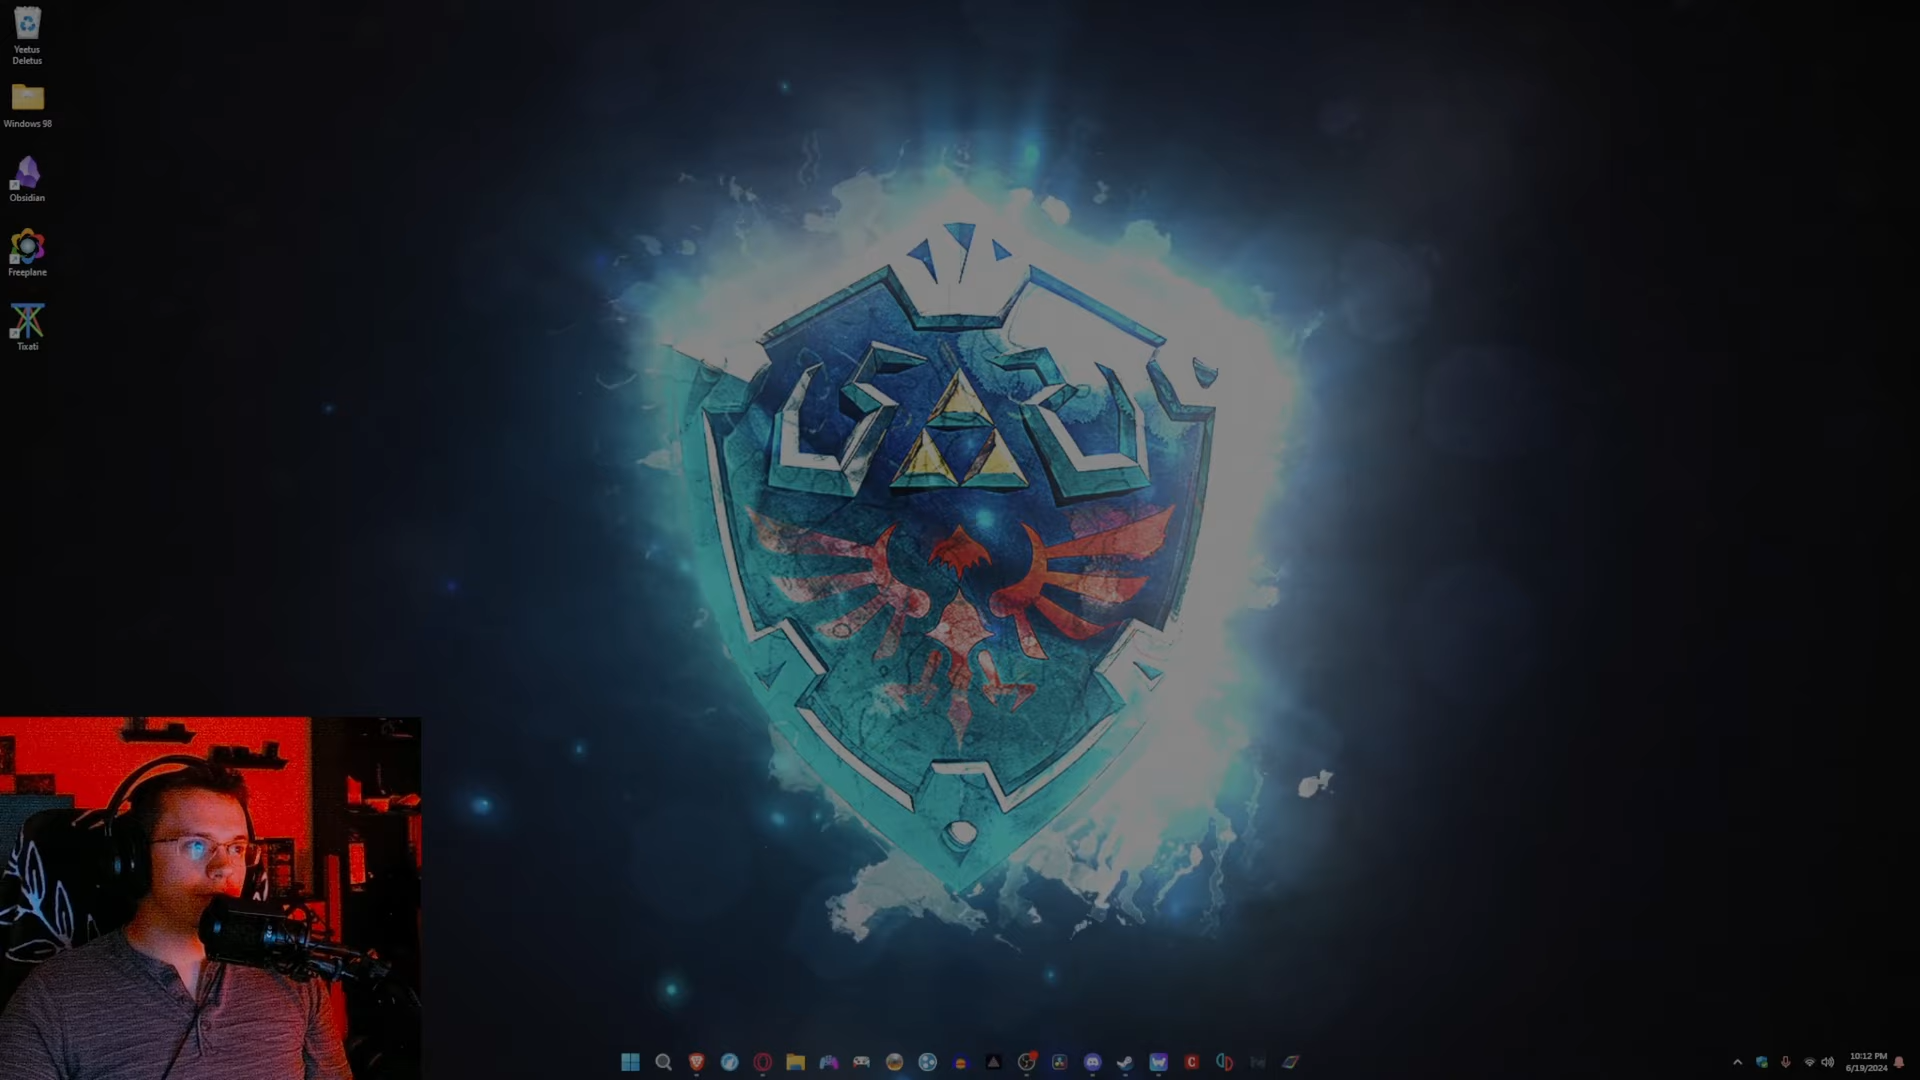 Yeetus
Deletus
Windows 98
Obsidian
Freeplane
Tixati
10:12 PM
6/19/2024